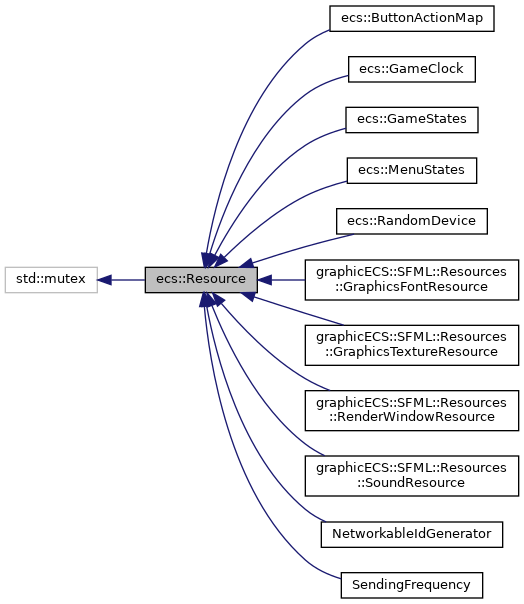 ecs::ButtonActionMap
ecs::GameClock
ecs::GameStates
ecs::MenuStates
ecs::RandomDevice
std::mutex
ecs::Resource
graphicECS::SFML::Resources
::GraphicsFontResource
graphicECS::SFML::Resources
::GraphicsTextureResource
graphicECS::SFML::Resources
::RenderWindowResource
graphicECS::SFML::Resources
::SoundResource
NetworkableIdGenerator
SendingFrequency